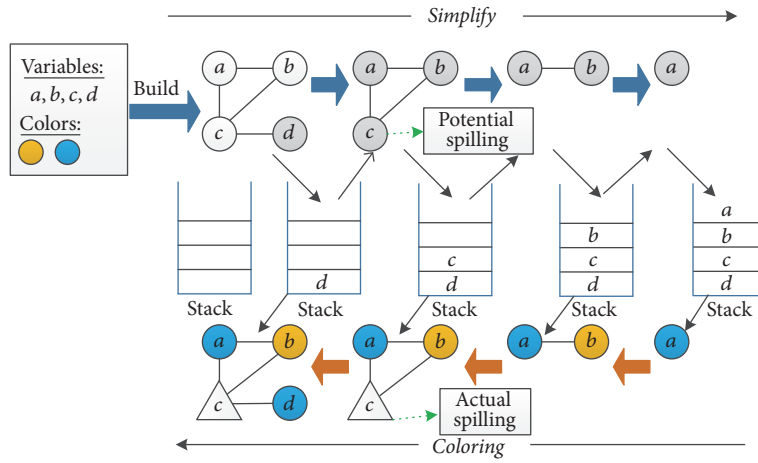 Simplify
Variables:
a, b, c, d
Colors:
Build
a
b
c
d
a
b
c
Potential
spilling
a
b
a
d
c
d
b
c
d
a
b
c
d
Stack
Stack
Stack
Stack
Stack
a
b
c
d
a
b
c
Actual
spilling
a
b
a
Coloring